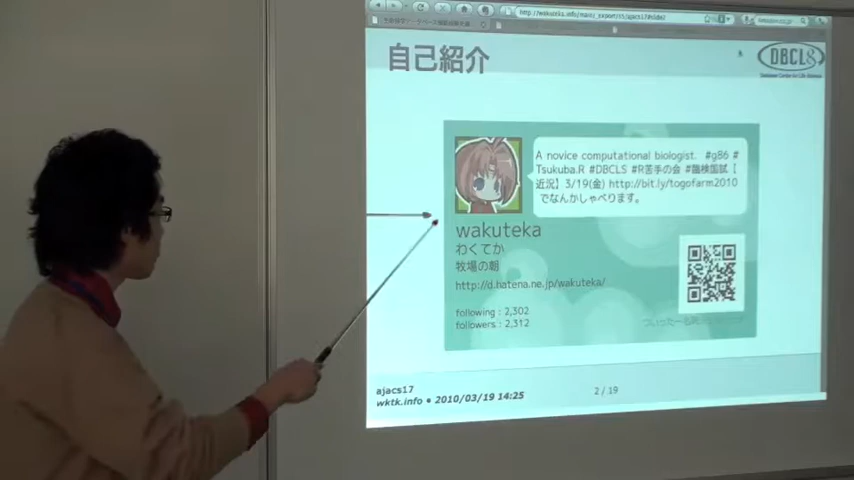 自己紹介
DBCLS
A novice computational biologist. #g86 #
Tsukuba.R #DBCLS #R苦手の会 #臨検国試【
近況】3/19(金) http://bit.ly/togofarm2010
でなんかしゃべります。
wakuteka
わくてか
牧場の朝
http://d.hatena.ne.jp/wakuteka/
following : 2,302
followers : 2,312
ajacs17
wktk.info • 2010/03/19 14:25
2 / 19